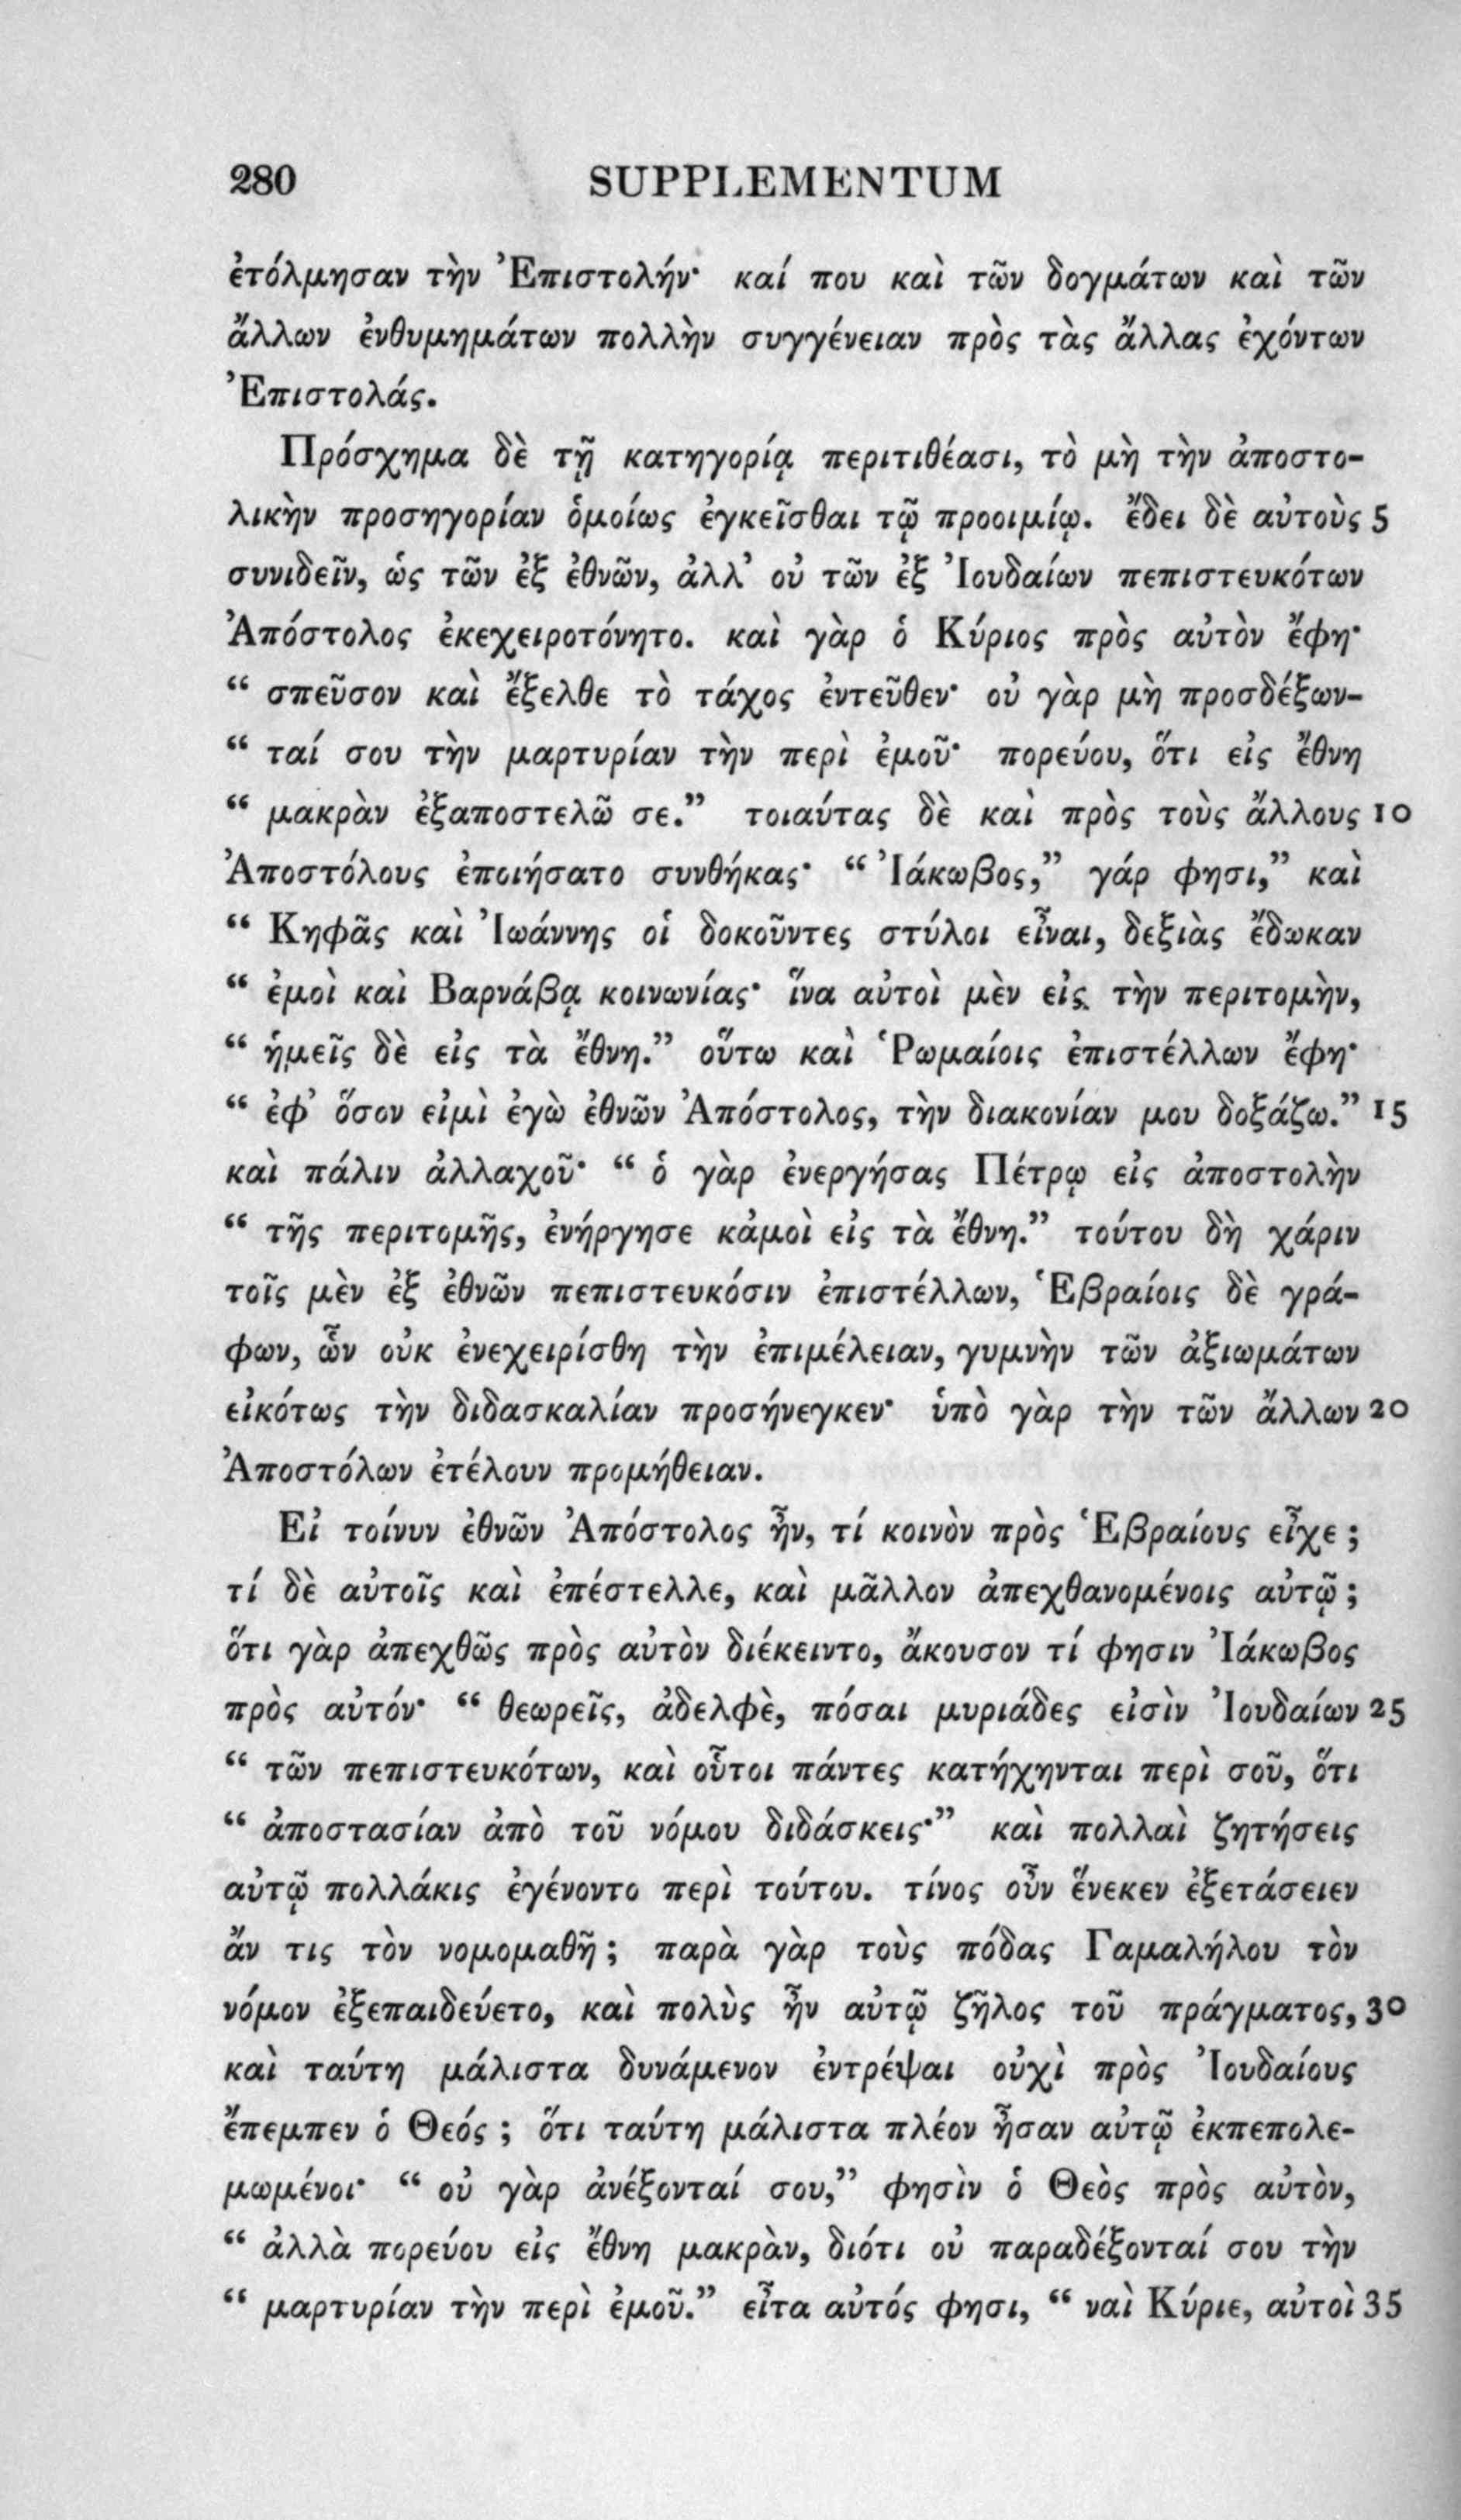 280 SUPPLEMENTUM
ἐτόλμησαν τὴν Ἐπιστολήν· καί που καὶ τῶν δογμάτων καὶ τῶν
ἄλλων ἐνθυμημάτων πολλὴν συγγένειαν πρὸς τὰς ἄλλας ἐχόντων
Ἐπιστολάς.
Πρόσχημα δὲ τῇ κατηγορίᾳ περιτιθέασι, τὸ μὴ τὴν ἀποστο-
λικὴν προσηγορίαν ὁμοίως ἐγκεῖσθαι τῷ προοιμίῳ. ἔδει δὲ αὐτοὺς 5
συνιδεῖν, ὡς τῶν ἐξ ἐθνῶν, ἀλλ’ οὐ τῶν ἐξ Ἰουδαίων πεπιστευκότων
Ἀπόστολος ἐκεχειροτόνητο. καὶ γὰρ ὁ Κύριος πρὸς αὐτὸν ἔφη·
“ σπεῦσον καὶ ἔξελθε τὸ τάχος ἐντεῦθεν· οὐ γὰρ μὴ προσδέξων-
“ ταί σου τὴν μαρτυρίαν τὴν περὶ ἐμοῦ· πορεύου, ὅτι εἰς ἔθνη
“ μακρὰν ἐξαποστελῶ σε.” τοιαύτας δὲ καὶ πρὸς τοὺς ἄλλους 10
Ἀποστόλους ἐποιήσατο συνθήκας· “ Ἰάκωβος,” γάρ φησι,” καὶ
“ Κηφᾶς καὶ Ἰωάννης οἱ δοκοῦντες στύλοι εἶναι, δεξιὰς ἔδωκαν
“ ἐμοὶ καὶ Βαρνάβᾳ κοινωνίας· ἵνα αὐτοὶ μὲν εἰς τὴν περιτομὴν,
“ ἡμεῖς δὲ εἰς τὰ ἔθνη.” οὕτω καὶ Ῥωμαίοις ἐπιστέλλων ἔφη·
“ ἐφ’ ὅσον εἰμὶ ἐγὼ ἐθνῶν Ἀπόστολος, τὴν διακονίαν μου δοξάζω.” 15
καὶ πάλιν ἀλλαχοῦ· “ ὁ γὰρ ἐνεργήσας Πέτρῳ εἰς ἀποστολὴν
“ τῆς περιτομῆς, ἐνήργησε κἀμοὶ εἰς τὰ ἔθνη.” τούτου δὴ χάριν
τοῖς μὲν ἐξ ἐθνῶν πεπιστευκόσιν ἐπιστέλλων, Ἑβραίοις δὲ γρά-
φων, ὧν οὐκ ἐνεχειρίσθη τὴν ἐπιμέλειαν, γυμνὴν τῶν ἀξιωμάτων
εἰκότως τὴν διδασκαλίαν προσήνεγκεν· ὑπὸ γὰρ τὴν τῶν ἄλλων 20
Ἀποστόλων ἐτέλουν προμήθειαν.
Εἰ τοίνυν ἐθνῶν Ἀπόστολος ἦν, τί κοινὸν πρὸς Ἑβραίους εἶχε ;
τί δὲ αὐτοῖς καὶ ἐπέστελλε, καὶ μᾶλλον ἀπεχθανομένοις αὐτῷ ;
ὅτι γὰρ ἀπεχθῶς πρὸς αὐτὸν διέκειντο, ἄκουσον τί φησιν Ἰάκωβος
πρὸς αὐτόν· “ θεωρεῖς, ἀδελφὲ, πόσαι μυριάδες εἰσὶν Ἰουδαίων 25
“ τῶν πεπιστευκότων, καὶ οὗτοι πάντες κατήχηνται περὶ σοῦ, ὅτι
“ ἀποστασίαν ἀπὸ τοῦ νόμου διδάσκεις·” καὶ πολλαὶ ζητήσεις
αὐτῷ πολλάκις ἐγένοντο περὶ τούτου. τίνος οὖν ἕνεκεν ἐξετάσειεν
ἄν τις τὸν νομομαθῆ ; παρὰ γὰρ τοὺς πόδας Γαμαλήλου τὸν
νόμον ἐξεπαιδεύετο, καὶ πολὺς ἦν αὐτῷ ζῆλος τοῦ πράγματος, 30
καὶ ταύτη μάλιστα δυνάμενον ἐντρέψαι οὐχὶ πρὸς Ἰουδαίους
ἔπεμπεν ὁ Θεός ; ὅτι ταύτη μάλιστα πλέον ἦσαν αὐτῷ ἐκπεπολε-
μωμένοι· “ οὐ γὰρ ἀνέξονταί σου,” φησὶν ὁ Θεὸς πρὸς αὐτὸν,
“ ἀλλὰ πορεύου εἰς ἔθνη μακρὰν, διότι οὐ παραδέξονταί σου τὴν
“ μαρτυρίαν τὴν περὶ ἐμοῦ.” εἶτα αὐτός φησι, “ ναὶ Κύριε, αὐτοὶ 35